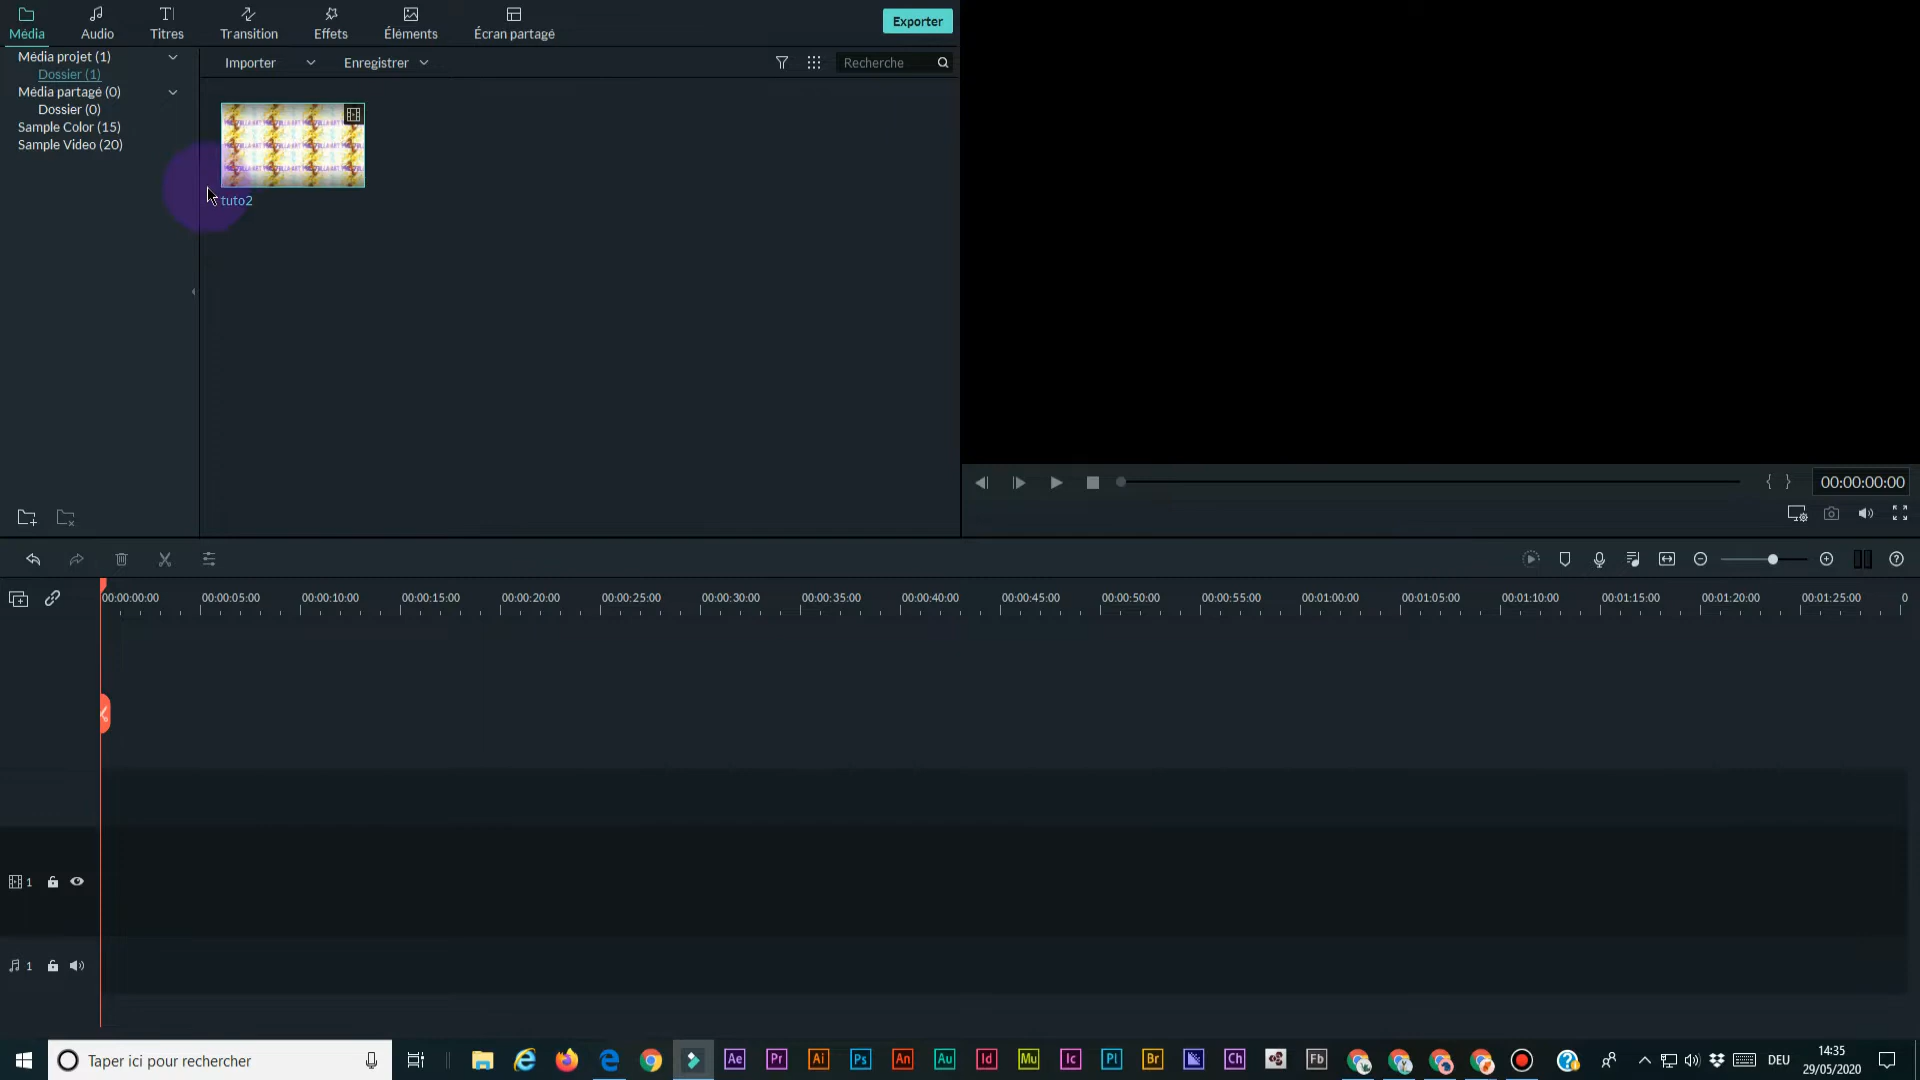 Média
Audio
Titres
Transition
Effets
Éléments
Écran partagé
Exporter
Média projet (1)
Dossier (1)
Média partagé (0)
Dossier (0)
Sample Color (15)
Sample Video (20)
Importer
Enregistrer
Recherche
tuto2
{ }
00:00:00:00
00:00:00:00
00:00:05:00
00:00:10:00
00:00:15:00
00:00:20:00
00:00:25:00
00:00:30:00
00:00:35:00
00:00:40:00
00:00:45:00
00:00:50:00
00:00:55:00
00:01:00:00
00:01:05:00
00:01:10:00
00:01:15:00
00:01:20:00
00:01:25:00
0
1
1
Taper ici pour rechercher
Ae
Pr
Ai
Ps
An
Au
Id
Mu
Ic
Pl
Br
Ch
Fb
DEU
14:35
29/05/2020